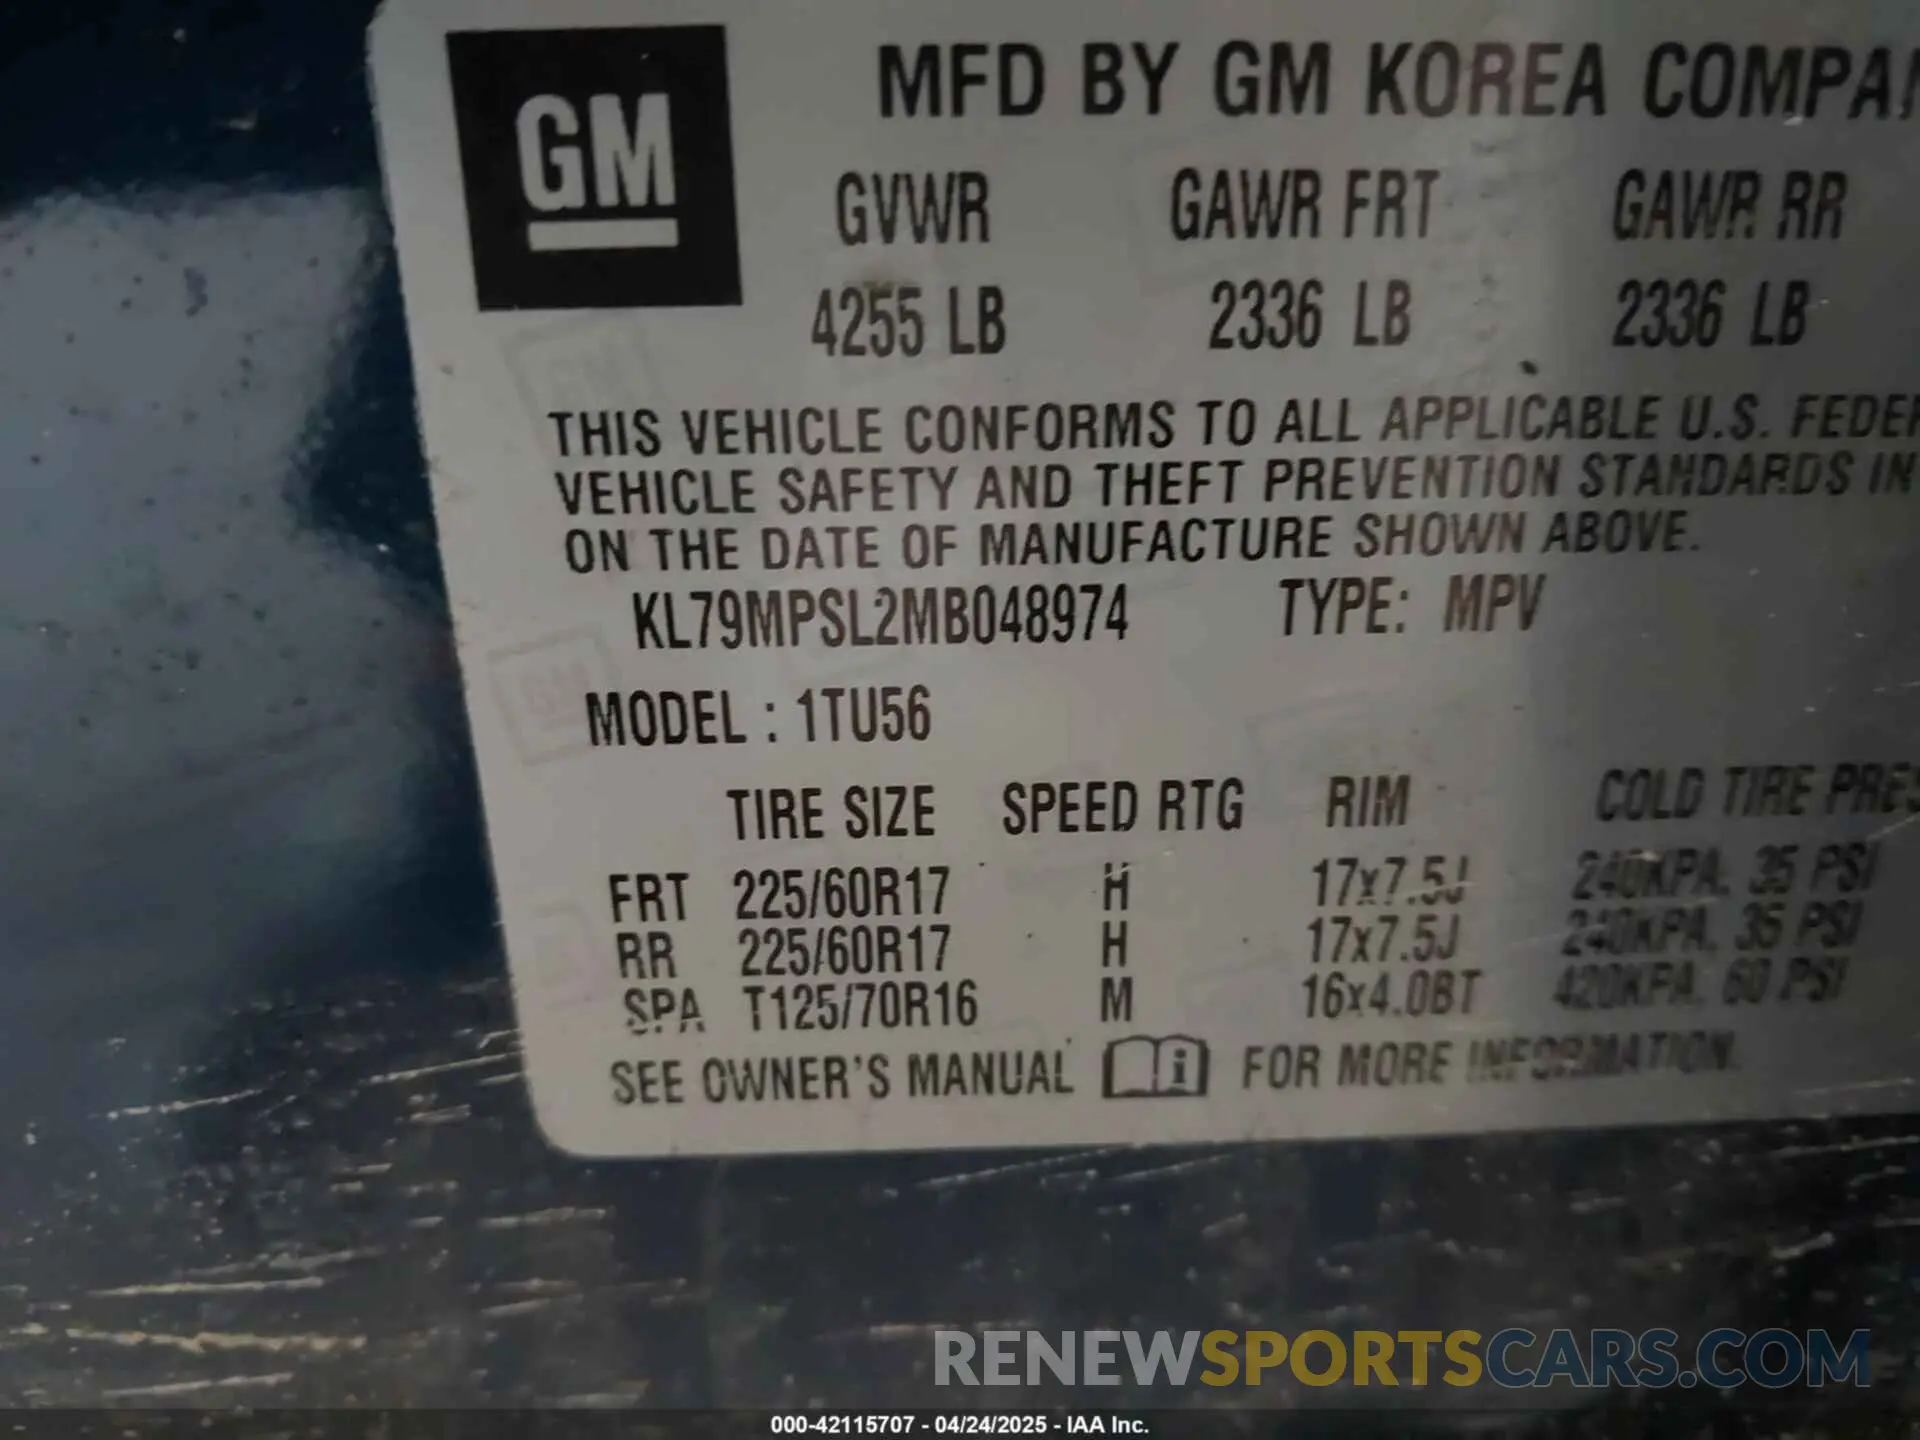 GM
MFD BY GM KOREA COMPAN
GVWR GAWR FRT GAWR RR
4255 LB 2336 LB 2336 LB
THIS VEHICLE CONFORMS TO ALL APPLICABLE U.S. FEDER
VEHICLE SAFETY AND THEFT PREVENTION STANDARDS IN
ON THE DATE OF MANUFACTURE SHOWN ABOVE.
KL79MPSL2MB048974 TYPE: MPV
MODEL : 1TU56
TIRE SIZE SPEED RTG RIM COLD TIRE PRES
FRT 225/60R17 H 17x7.5J 240KPA, 35 PSI
RR 225/60R17 H 17x7.5J 240KPA, 35 PSI
SPA T125/70R16 M 16x4.0BT 420KPA, 60 PSI
SEE OWNER'S MANUAL i FOR MORE INFORMATION.
RENEWSPORTSCARS.COM
000-42115707 - 04/24/2025 - IAA Inc.